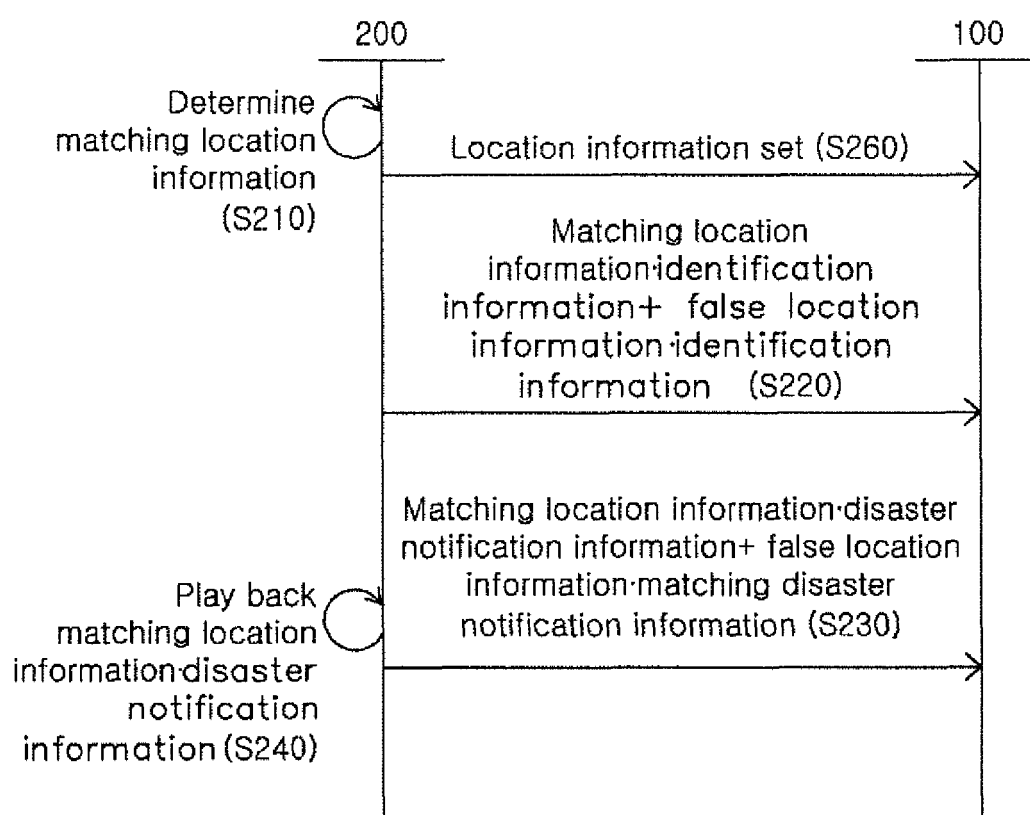 200
100
Determine
matching location
information
(S210)
Location information set (S260)
Matching location
information·identification
information+ false location
information·identification
information (S220)
Matching location information·disaster
notification information+ false location
information·matching disaster
notification information (S230)
Play back
matching location
information·disaster
notification
information (S240)